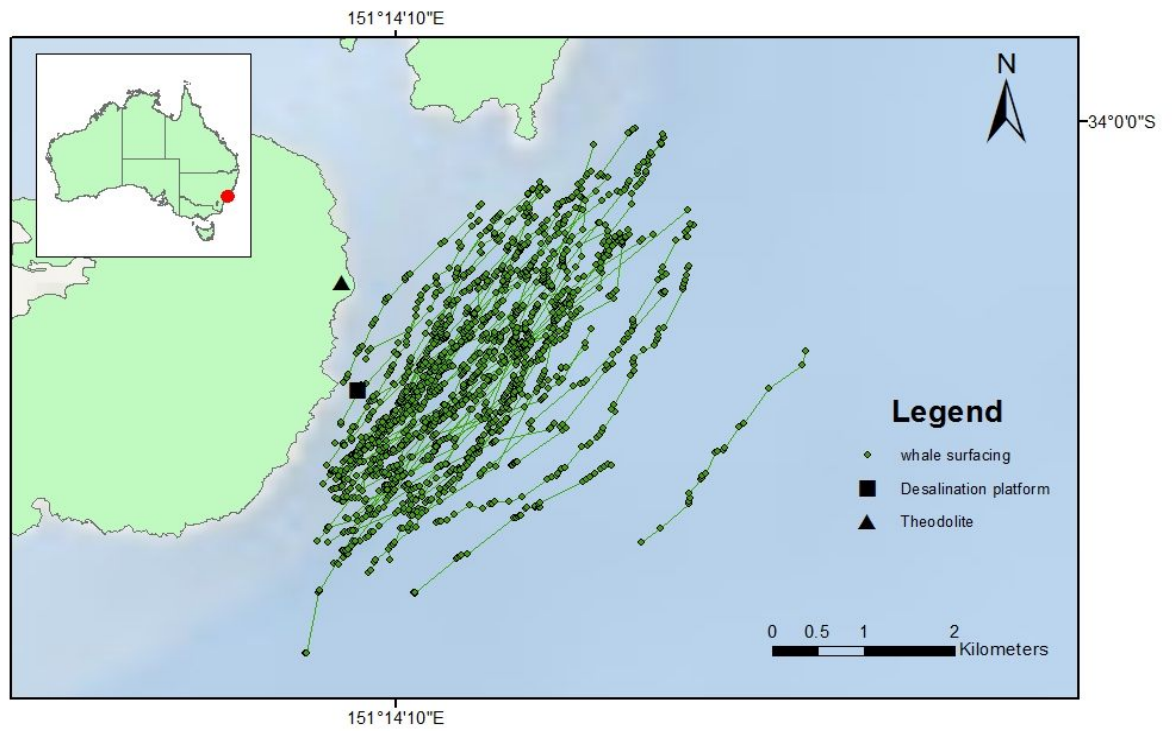 151°14'10"E
N
34°0'0"S
Legend
whale surfacing
Desalination platform
Theodolite
0 0.5 1 2
Kilometers
151°14'10"E